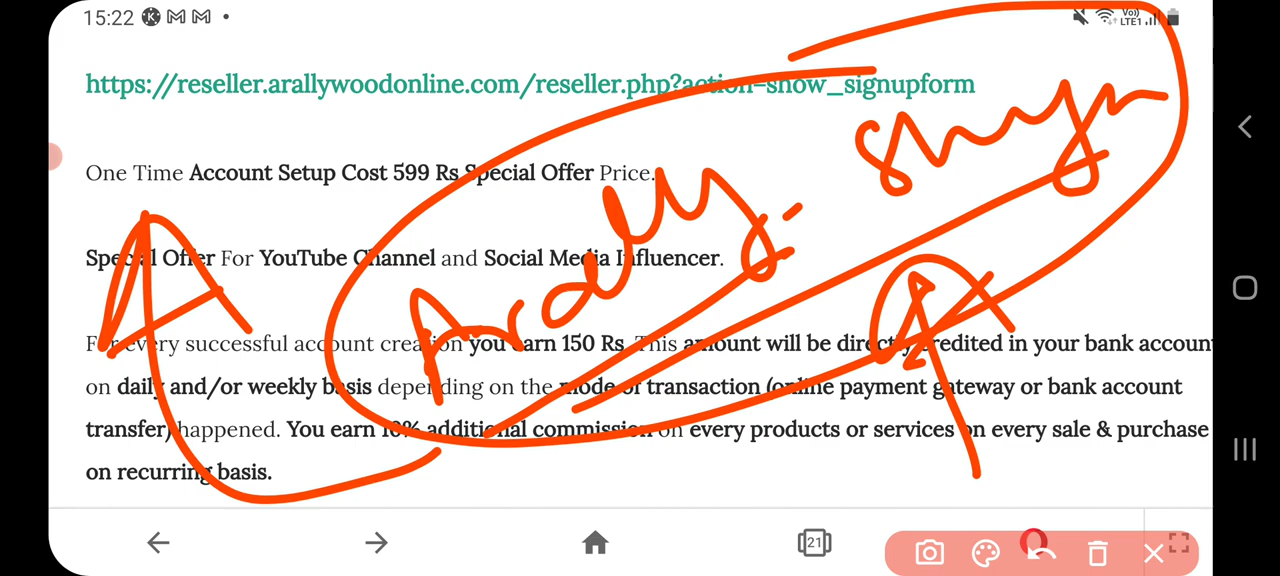 15:22
Vo)) LTE1
https://reseller.arallywoodonline.com/reseller.php?action=show_signupform
One Time Account Setup Cost 599 Rs Special Offer Price.
Special Offer For YouTube Channel and Social Media Influencer.
For every successful account creation you earn 150 Rs. This amount will be directly credited in your bank account
on daily and/or weekly basis depending on the mode of transaction (online payment gateway or bank account
transfer) happened. You earn 10% additional commission on every products or services on every sale & purchase
on recurring basis.
21